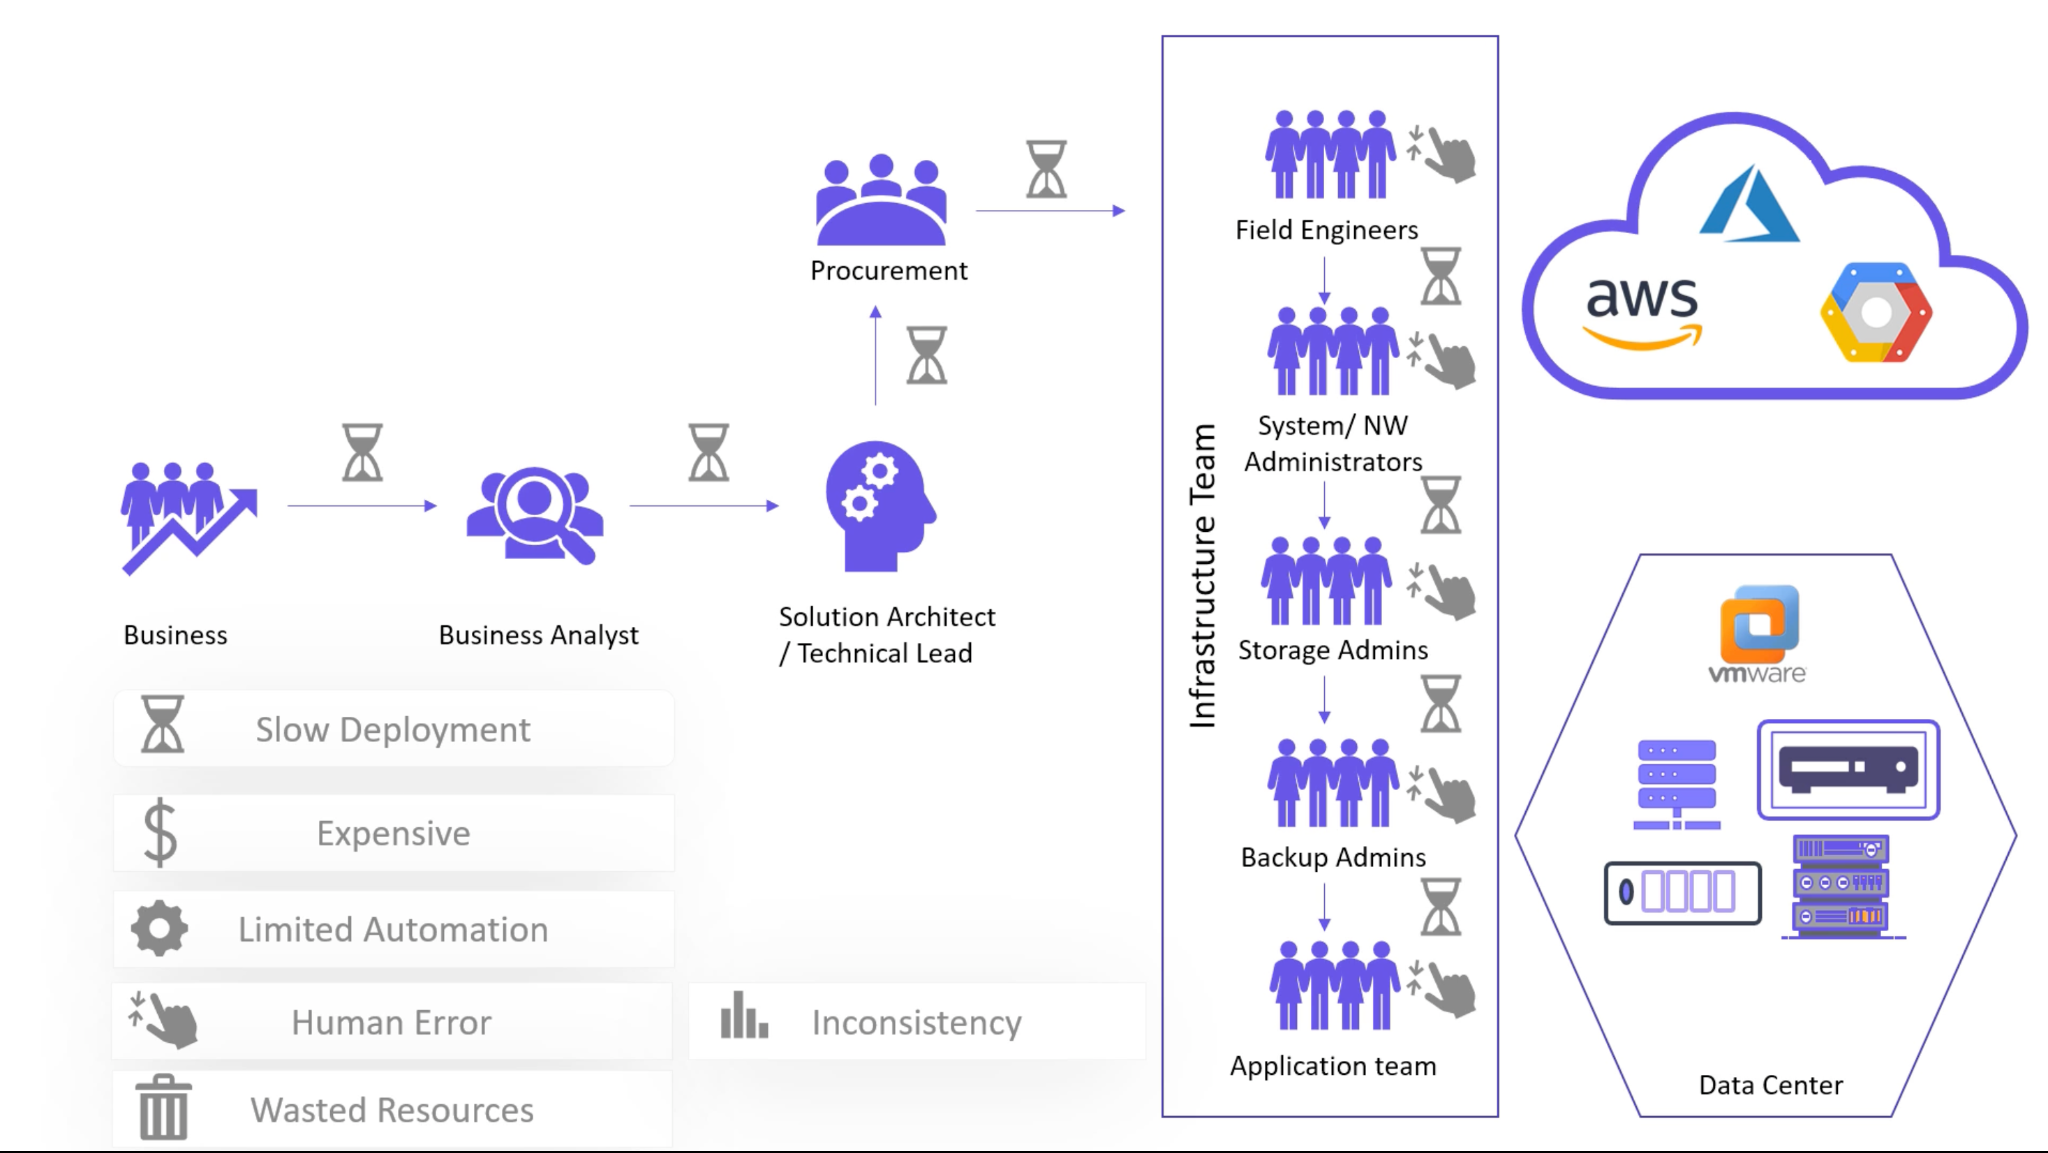 Procurement
Business
Business Analyst
Solution Architect
/ Technical Lead
Slow Deployment
$
Expensive
Limited Automation
Human Error
Inconsistency
Wasted Resources
Infrastructure Team
Field Engineers
System/ NW
Administrators
Storage Admins
Backup Admins
Application team
aws
vmware
Data Center